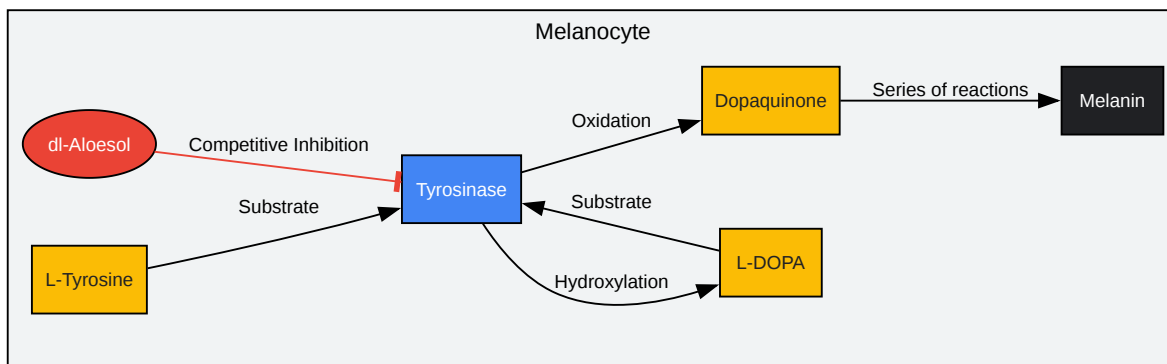 Melanocyte
dl-Aloesol
Competitive Inhibition
Substrate
L-Tyrosine
Tyrosinase
Oxidation
Substrate
Hydroxylation
Dopaquinone
L-DOPA
Series of reactions
Melanin